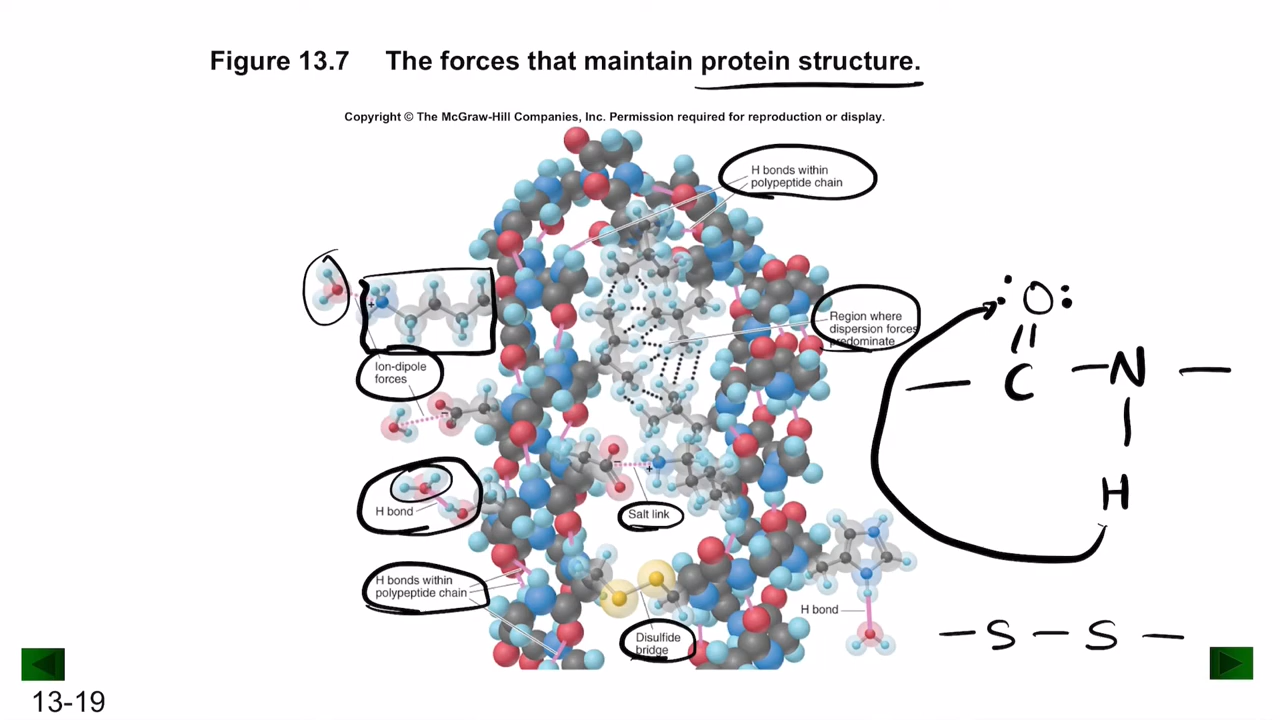 Figure 13.7 The forces that maintain protein structure.
Copyright © The McGraw-Hill Companies, Inc. Permission required for reproduction or display.
H bonds within
polypeptide chain
Region where
dispersion forces
predominate
+
Ion-dipole
forces
–
– +
H bond
Salt link
H bonds within
polypeptide chain
Disulfide
bridge
H bond
:O:
||
— C — N —
|
H
— S — S —
13-19